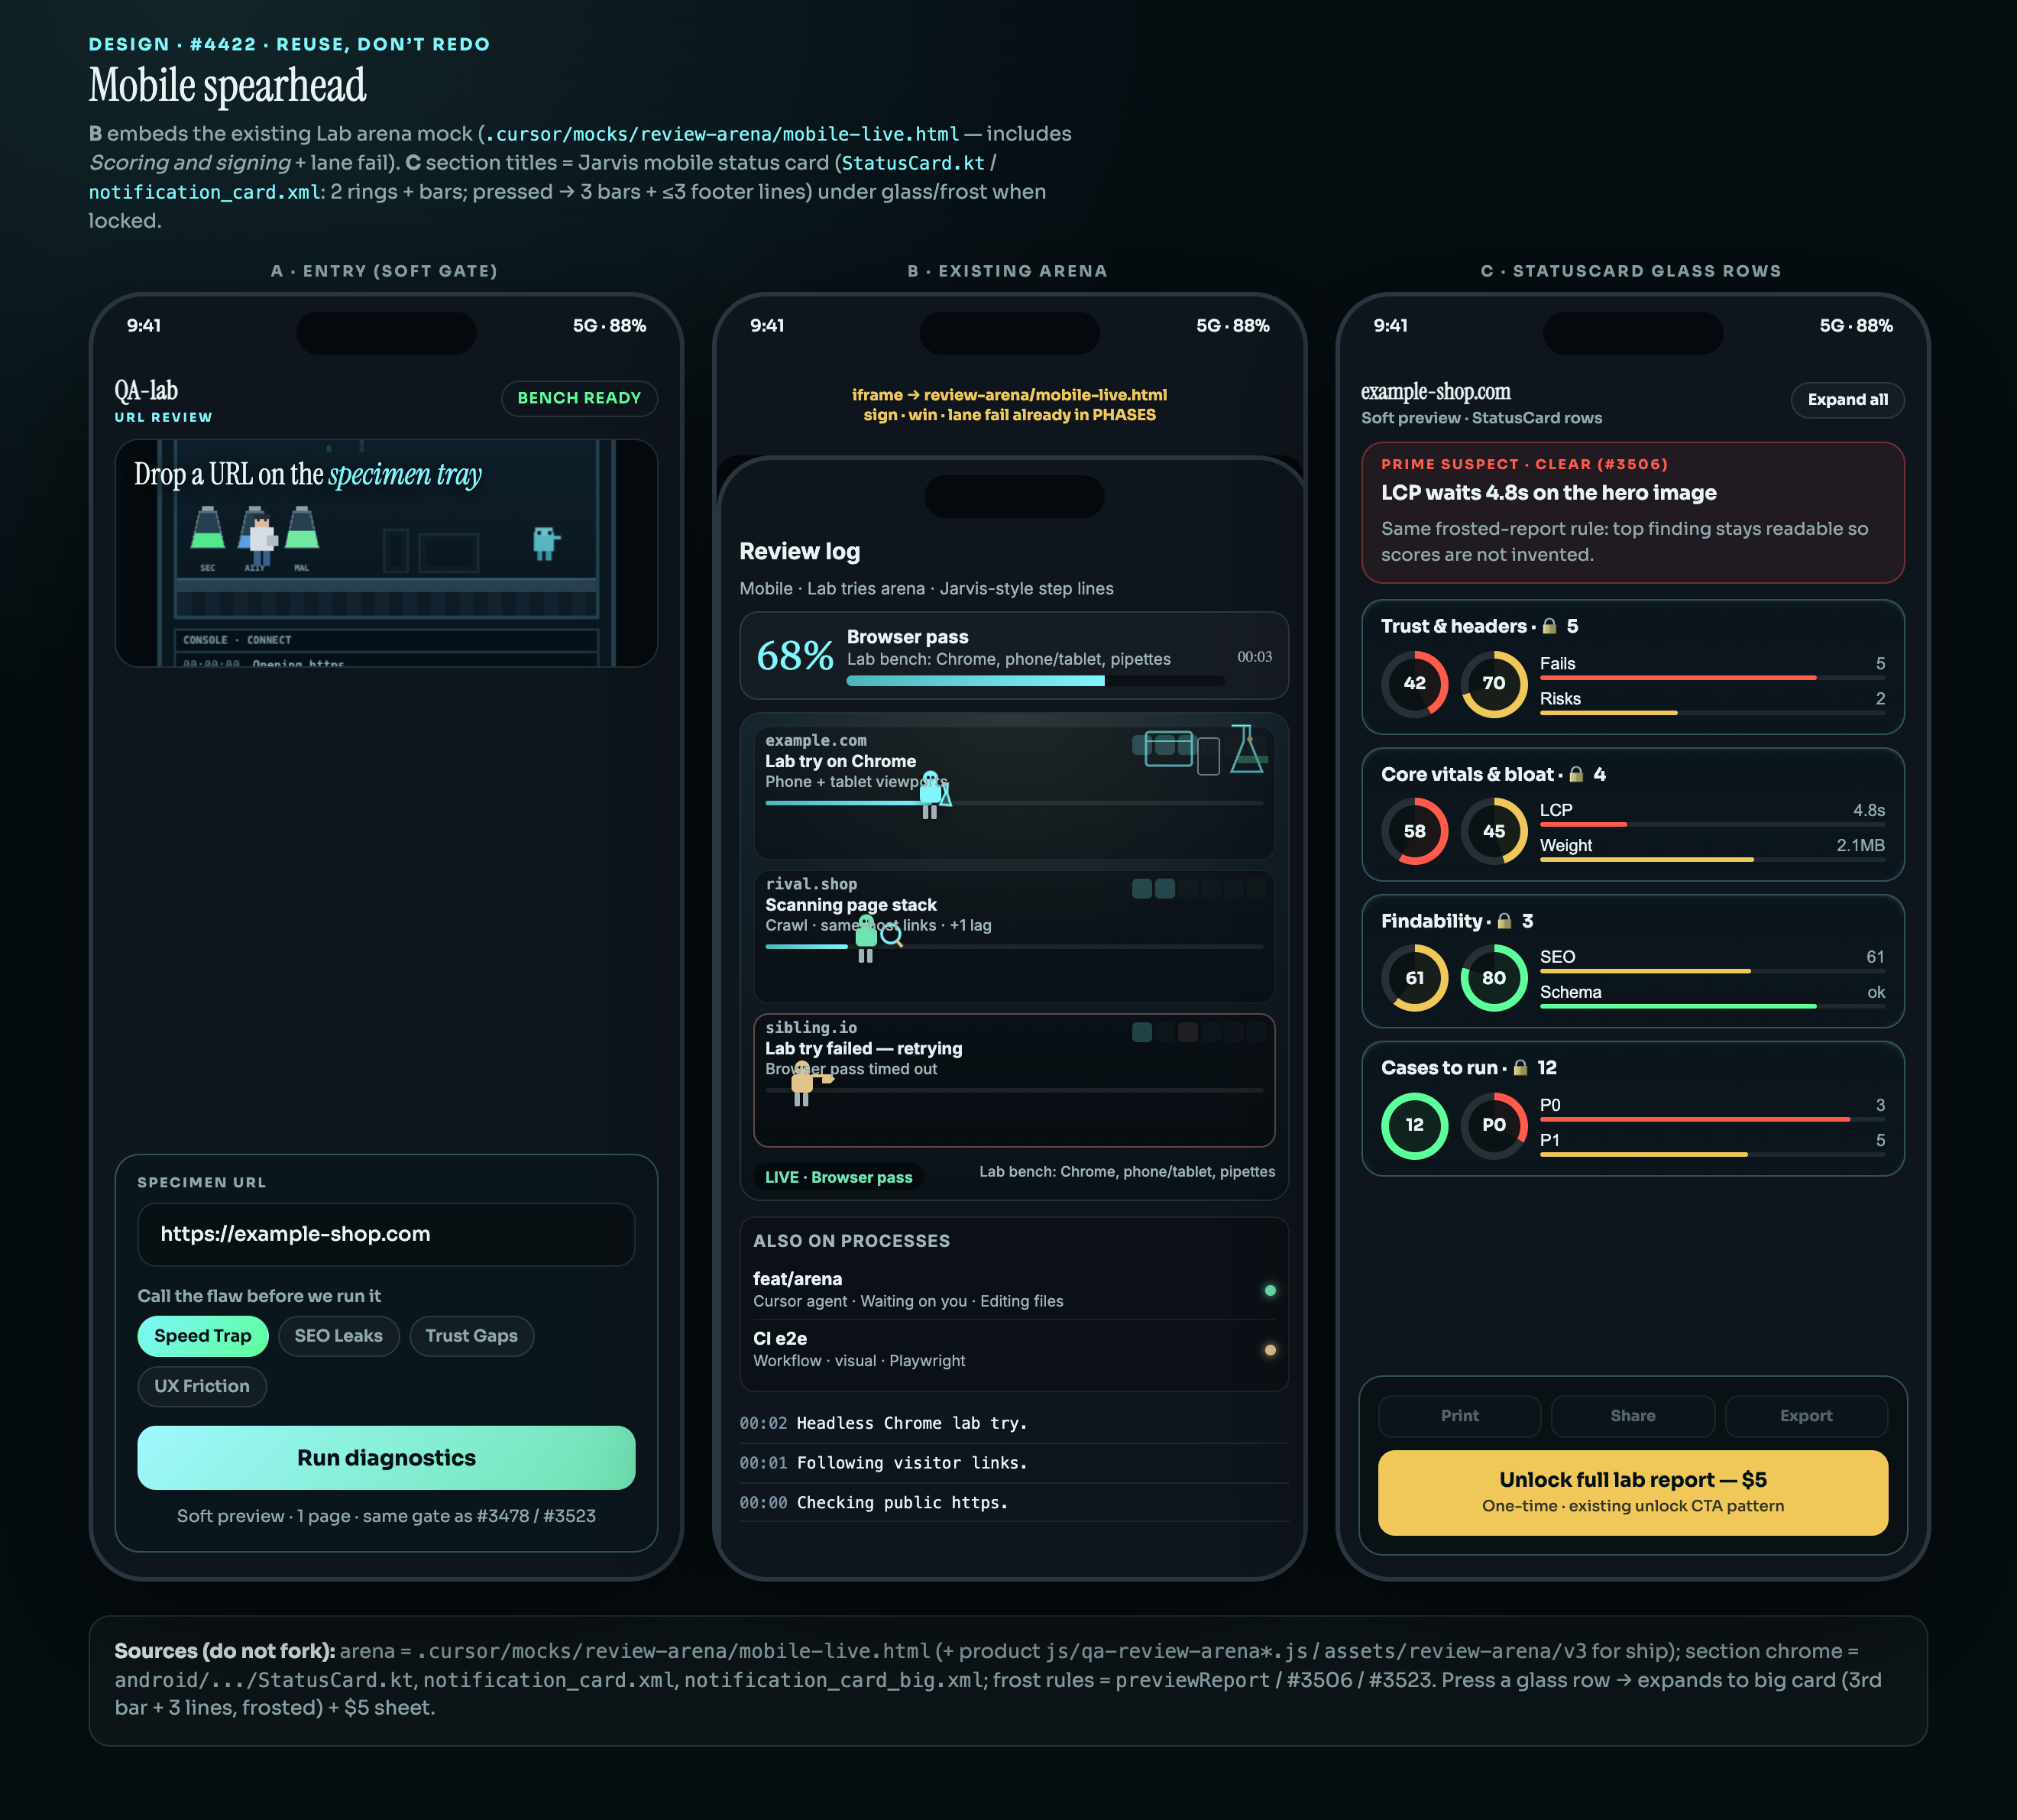 DESIGN · #4422 · REUSE, DON'T REDO
Mobile spearhead
B embeds the existing Lab arena mock (.cursor/mocks/review-arena/mobile-live.html — includes
Scoring and signing + lane fail). C section titles = Jarvis mobile status card (StatusCard.kt /
notification_card.xml: 2 rings + bars; pressed → 3 bars + ≤3 footer lines) under glass/frost when
locked.
A · ENTRY (SOFT GATE)
9:41
5G · 88%
QA-lab
URL REVIEW
BENCH READY
Drop a URL on the specimen tray
SEC
A11Y
MAL
CONSOLE · CONNECT
00:00:00 Opening https
SPECIMEN URL
https://example-shop.com
Call the flaw before we run it
Speed Trap
SEO Leaks
Trust Gaps
UX Friction
Run diagnostics
Soft preview · 1 page · same gate as #3478 / #3523
B · EXISTING ARENA
9:41
5G · 88%
iframe → review-arena/mobile-live.html
sign · win · lane fail already in PHASES
Review log
Mobile · Lab tries arena · Jarvis-style step lines
68%
Browser pass
Lab bench: Chrome, phone/tablet, pipettes
00:03
example.com
Lab try on Chrome
Phone + tablet viewports
rival.shop
Scanning page stack
Crawl · same-host links · +1 lag
sibling.io
Lab try failed — retrying
Browser pass timed out
LIVE · Browser pass
Lab bench: Chrome, phone/tablet, pipettes
ALSO ON PROCESSES
feat/arena
Cursor agent · Waiting on you · Editing files
CI e2e
Workflow · visual · Playwright
00:02 Headless Chrome lab try.
00:01 Following visitor links.
00:00 Checking public https.
C · STATUSCARD GLASS ROWS
9:41
5G · 88%
example-shop.com
Soft preview · StatusCard rows
Expand all
PRIME SUSPECT · CLEAR (#3506)
LCP waits 4.8s on the hero image
Same frosted-report rule: top finding stays readable so
scores are not invented.
Trust & headers · 🔒 5
42
70
Fails 5
Risks 2
Core vitals & bloat · 🔒 4
58
45
LCP 4.8s
Weight 2.1MB
Findability · 🔒 3
61
80
SEO 61
Schema ok
Cases to run · 🔒 12
12
P0
P0 3
P1 5
Print
Share
Export
Unlock full lab report — $5
One-time · existing unlock CTA pattern
Sources (do not fork): arena = .cursor/mocks/review-arena/mobile-live.html (+ product js/qa-review-arena*.js / assets/review-arena/v3 for ship); section chrome =
android/.../StatusCard.kt, notification_card.xml, notification_card_big.xml; frost rules = previewReport / #3506 / #3523. Press a glass row → expands to big card (3rd
bar + 3 lines, frosted) + $5 sheet.